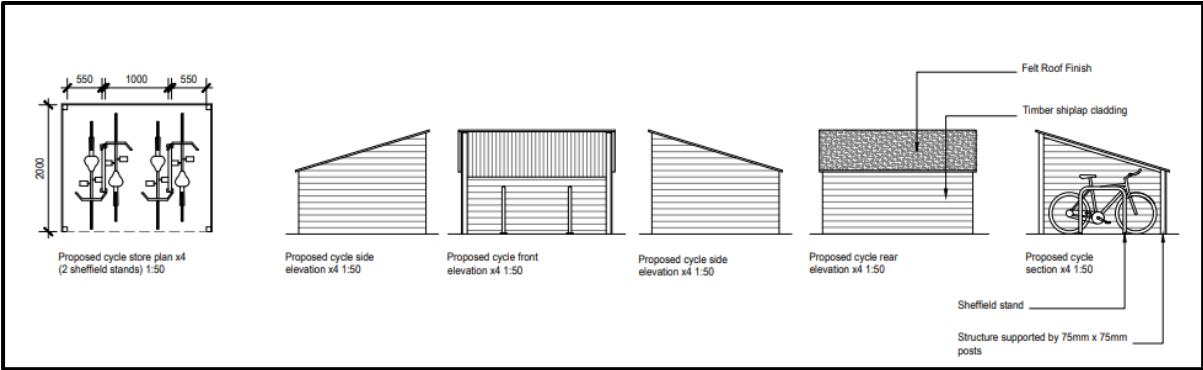 550 1000 550
2000
Proposed cycle store plan x4
(2 sheffield stands) 1:50
Proposed cycle side
elevation x4 1:50
Proposed cycle front
elevation x4 1:50
Proposed cycle side
elevation x4 1:50
Proposed cycle rear
elevation x4 1:50
Felt Roof Finish
Timber shiplap cladding
Proposed cycle
section x4 1:50
Sheffield stand
Structure supported by 75mm x 75mm
posts